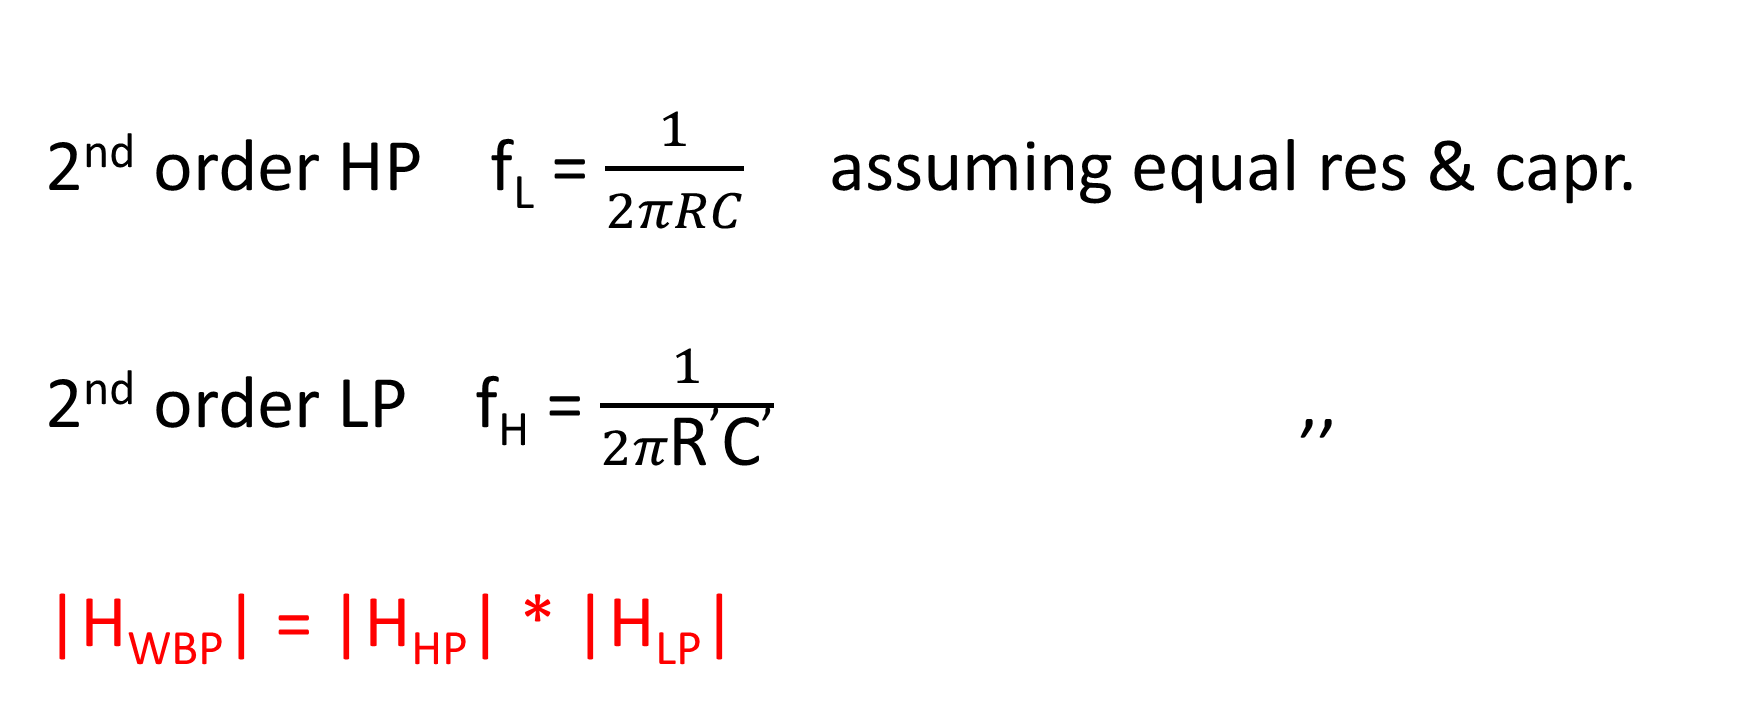 2nd order HP f_L = 1/(2πRC) assuming equal res & capr.
2nd order LP f_H = 1/(2πR′C′) ,,
|H_WBP| = |H_HP| * |H_LP|